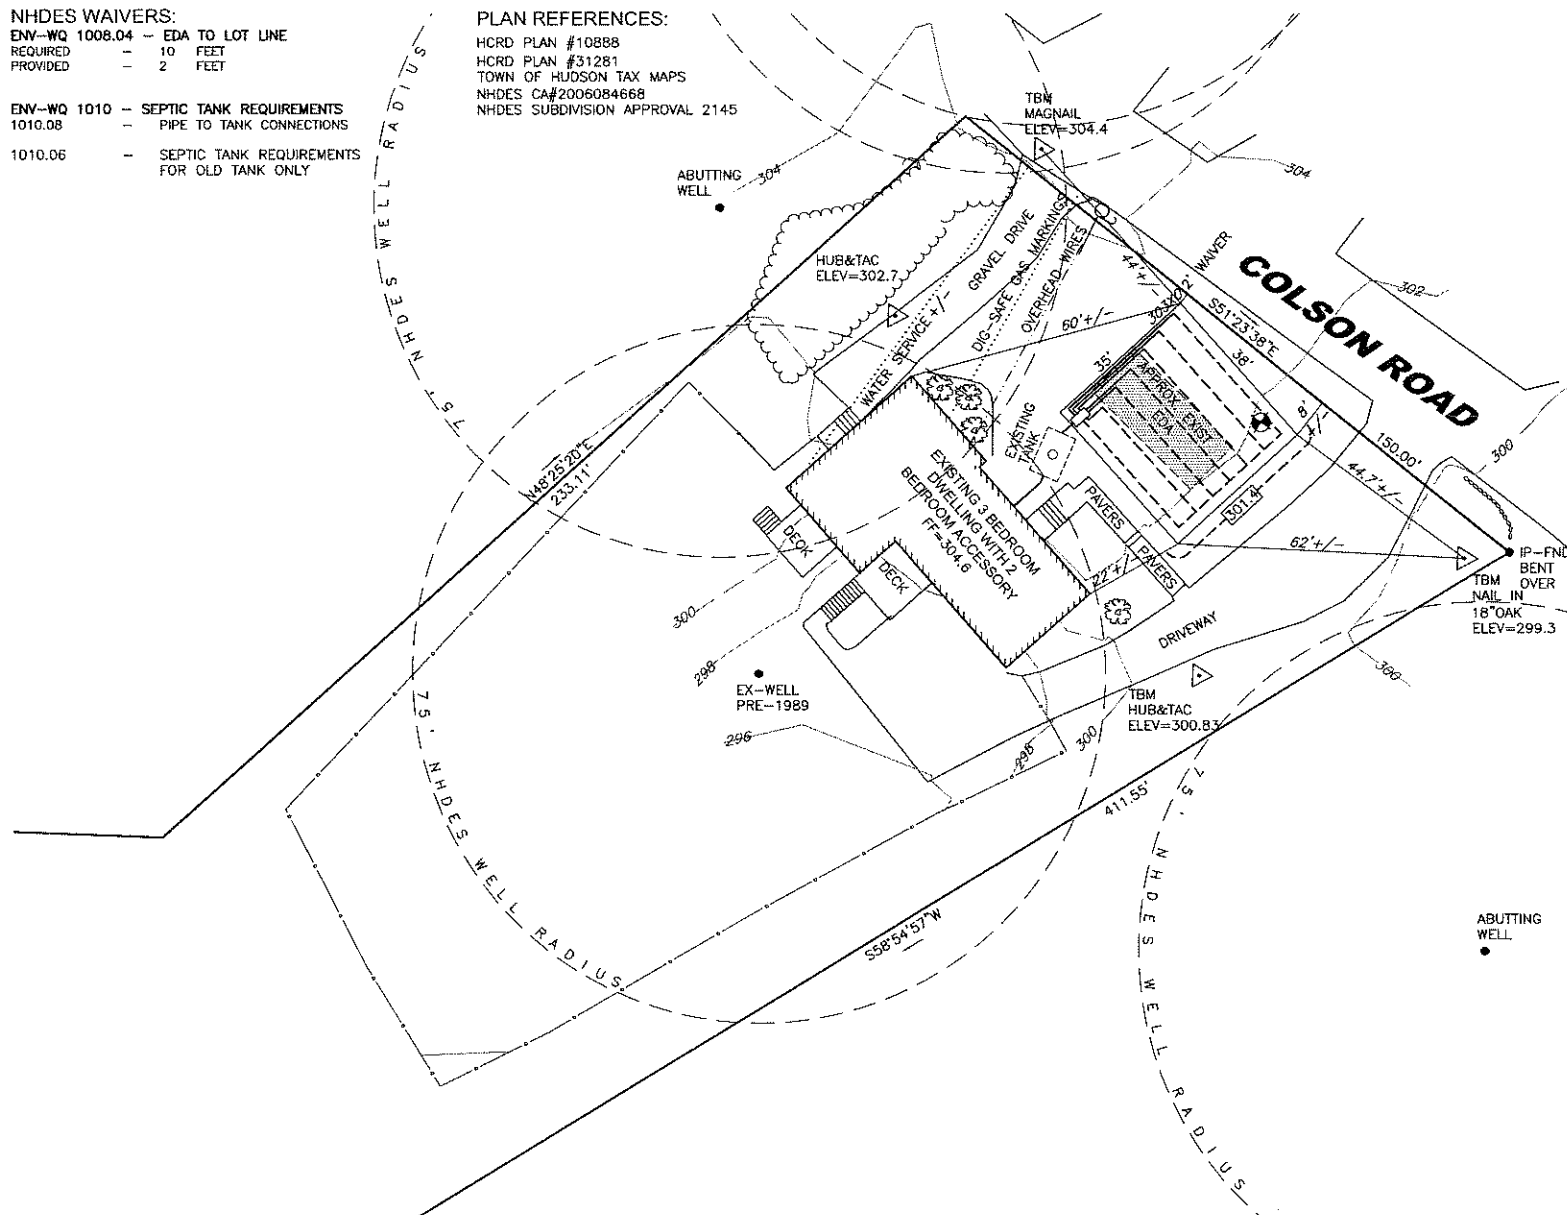 NHDES WAIVERS:
ENV-WQ 1008.04 - EDA TO LOT LINE
REQUIRED - 10 FEET
PROVIDED - 2 FEET
ENV-WQ 1010 - SEPTIC TANK REQUIREMENTS
1010.08 - PIPE TO TANK CONNECTIONS
1010.06 - SEPTIC TANK REQUIREMENTS
FOR OLD TANK ONLY
PLAN REFERENCES:
HCRD PLAN #10888
HCRD PLAN #31281
TOWN OF HUDSON TAX MAPS
NHDES CA#2006084668
NHDES SUBDIVISION APPROVAL 2145
75' NHDES WELL RADIUS
ABUTTING
WELL
304
TBM
MAGNAIL
ELEV=304.4
304
HUB&TAC
ELEV=302.7
WATER SERVICE +/-
GRAVEL DRIVE
DIG-SAFE GAS MARKINGS
OVERHEAD WIRES
44'+/-
60'+/-
2' WAIVER
COLSON ROAD
S51°23'38"E
150.00'
302
38'
35'
APPROX EXIST
EDA
8'+/-
44.7'+/-
300
301.4
62'+/-
EXISTING
TANK
PAVERS
PAVERS
22'+/-
EXISTING 3 BEDROOM
DWELLING WITH 2
BEDROOM ACCESSORY
FF=304.6
DECK
DECK
N48°25'20"E
233.11'
300
298
296
EX-WELL
PRE-1989
DRIVEWAY
TBM
HUB&TAC
ELEV=300.83
298
300
300
IP-FND
BENT
OVER
TBM
NAIL IN
18"OAK
ELEV=299.3
411.55'
S58°54'57"W
75' NHDES WELL RADIUS
75' NHDES WELL RADIUS
ABUTTING
WELL